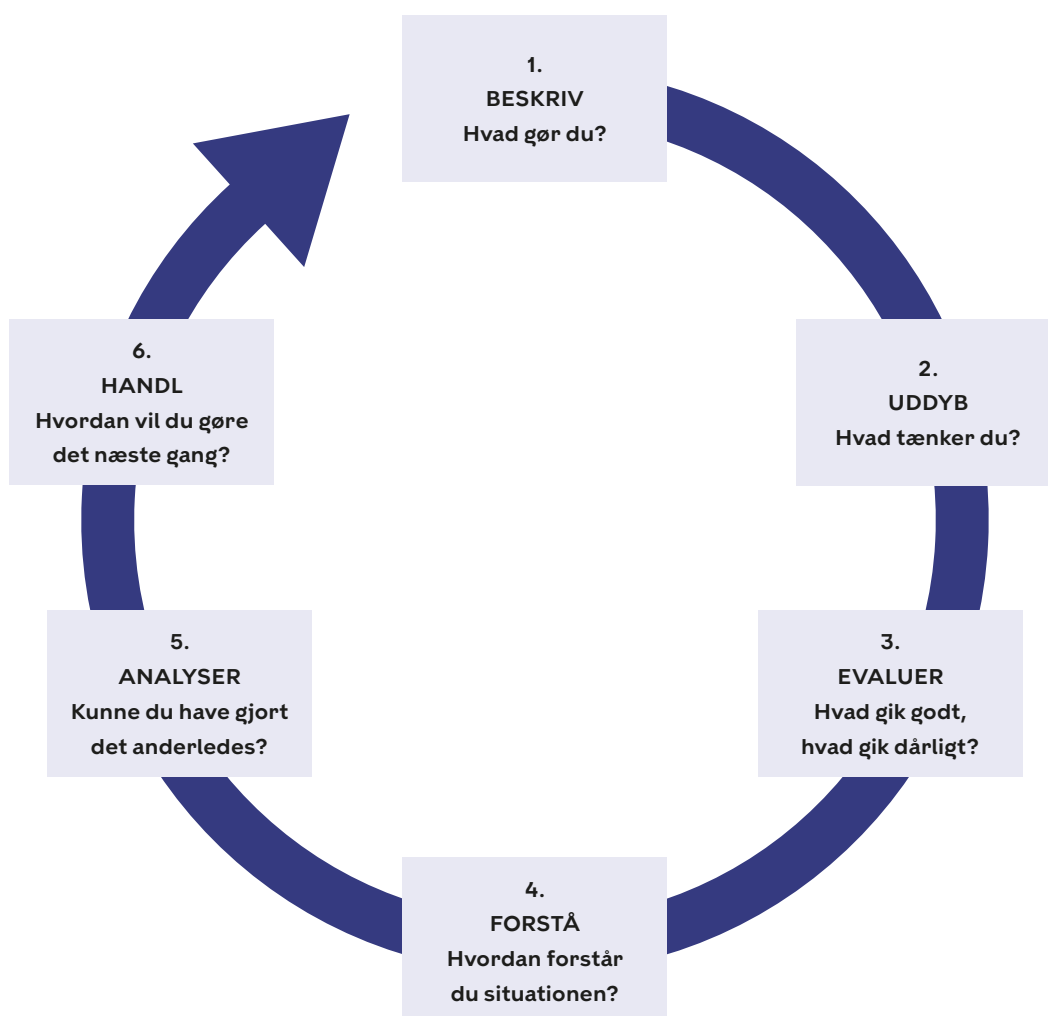 1.
BESKRIV
Hvad gør du?
2.
UDDYB
Hvad tænker du?
3.
EVALUER
Hvad gik godt,
hvad gik dårligt?
4.
FORSTÅ
Hvordan forstår
du situationen?
5.
ANALYSER
Kunne du have gjort
det anderledes?
6.
HANDL
Hvordan vil du gøre
det næste gang?